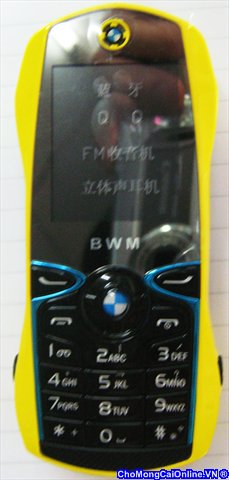 蓝 牙
Q Q
FM收音机
立体声耳机
BWM
1
2ABC
3DEF
4GHI
5JKL
6MNO
7PQRS
8TUV
9WXYZ
*+
0
#
ChoMongCaiOnline.VN ®